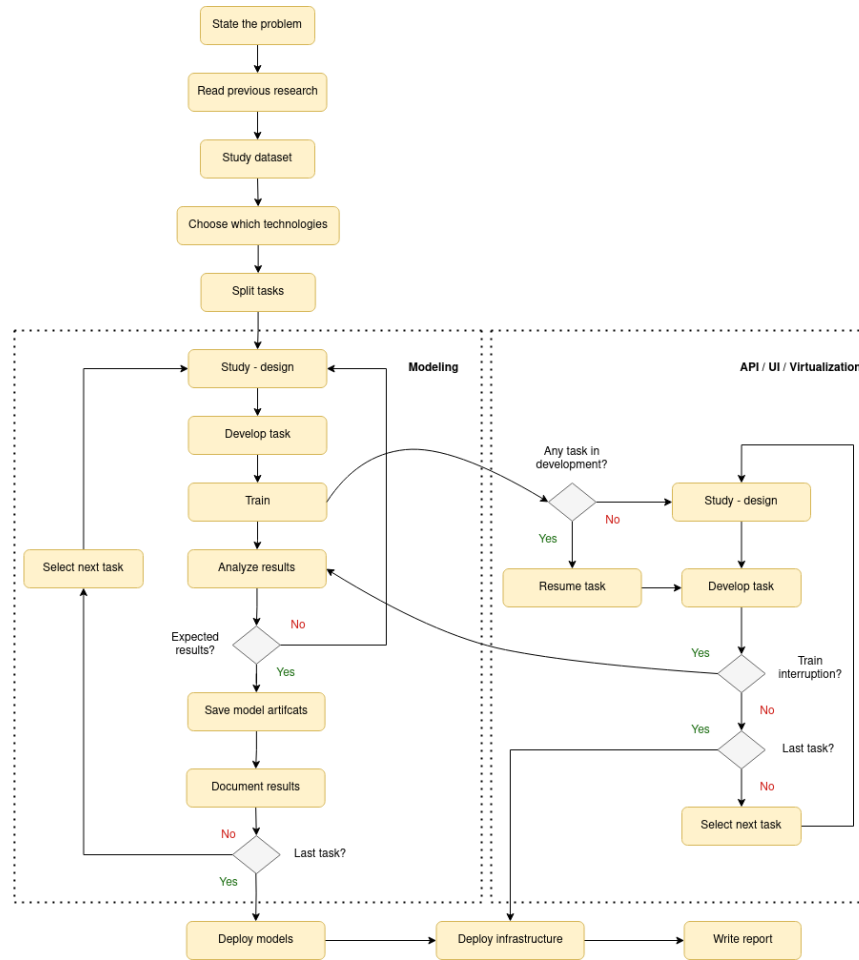 State the problem
Read previous research
Study dataset
Choose which technologies
Split tasks
Modeling
Study - design
Develop task
Train
Analyze results
Select next task
Expected
results?
No
Yes
Save model artifcats
Document results
No
Last task?
Yes
API / UI / Virtualization
Any task in
development?
No
Yes
Study - design
Resume task
Develop task
Yes
Train
interruption?
No
Yes
Last task?
No
Select next task
Deploy models
Deploy infrastructure
Write report